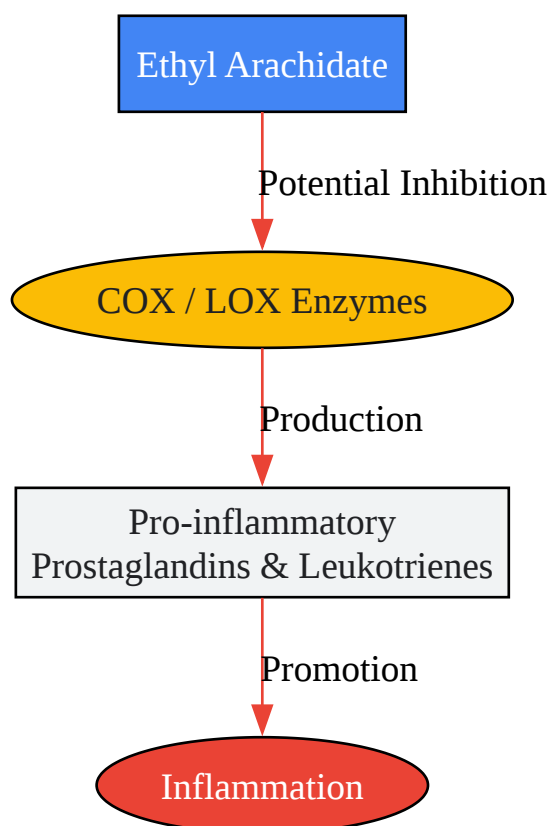 Ethyl Arachidate
Potential Inhibition
COX / LOX Enzymes
Production
Pro-inflammatory
Prostaglandins & Leukotrienes
Promotion
Inflammation